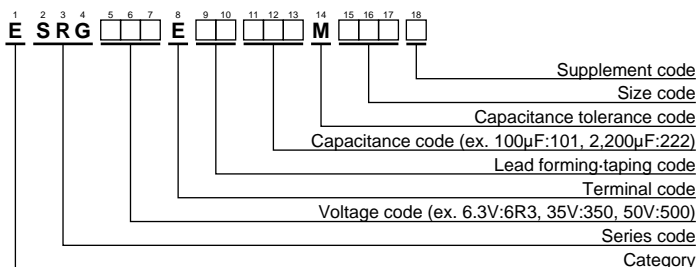 1 2 3 4 5 6 7 8 9 10 11 12 13 14 15 16 17 18
E SRG E M
Supplement code
Size code
Capacitance tolerance code
Capacitance code (ex. 100μF:101, 2,200μF:222)
Lead forming·taping code
Terminal code
Voltage code (ex. 6.3V:6R3, 35V:350, 50V:500)
Series code
Category